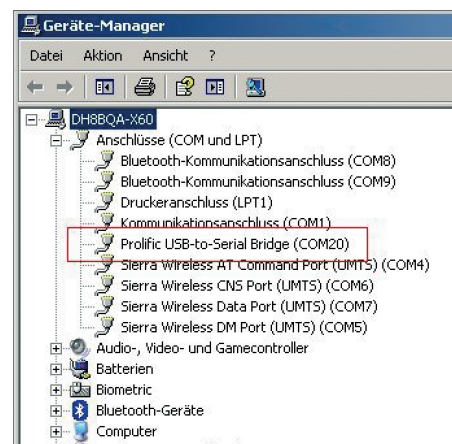 Geräte-Manager
Datei Aktion Ansicht ?
DH8BQA-X60
Anschlüsse (COM und LPT)
Bluetooth-Kommunikationsanschluss (COM8)
Bluetooth-Kommunikationsanschluss (COM9)
Druckeranschluss (LPT1)
Kommunikationsanschluss (COM1)
Prolific USB-to-Serial Bridge (COM20)
Sierra Wireless AT Command Port (UMTS) (COM4)
Sierra Wireless CNS Port (UMTS) (COM6)
Sierra Wireless Data Port (UMTS) (COM7)
Sierra Wireless DM Port (UMTS) (COM5)
Audio-, Video- und Gamecontroller
Batterien
Biometric
Bluetooth-Geräte
Computer